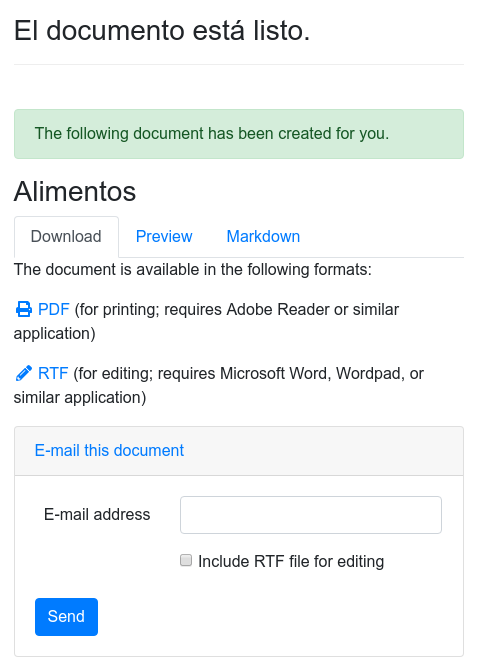 El documento está listo.
The following document has been created for you.
Alimentos
Download Preview Markdown
The document is available in the following formats:
PDF (for printing; requires Adobe Reader or similar
application)
RTF (for editing; requires Microsoft Word, Wordpad, or
similar application)
E-mail this document
E-mail address
Include RTF file for editing
Send